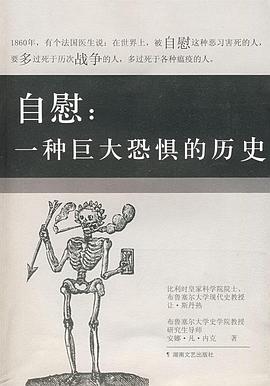 1860年，有个法国医生说：在世界上，被自慰这种恶习害死的人，
要多过死于历次战争的人，多过死于各种瘟疫的人。
自慰：
一种巨大恐惧的历史
比利时皇家科学院院士，
布鲁塞尔大学现代史教授
让·斯丹热
布鲁塞尔大学史学院教授
研究生导师
安娜·凡·内克 著
湖南文艺出版社